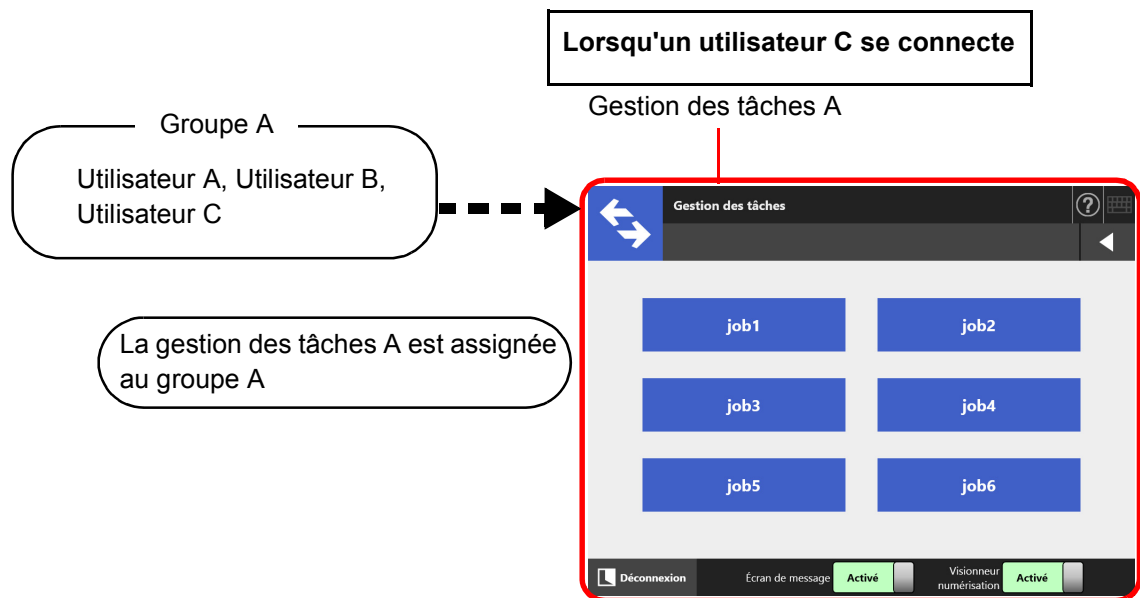 Lorsqu'un utilisateur C se connecte
Gestion des tâches A
Groupe A
Utilisateur A, Utilisateur B,
Utilisateur C
La gestion des tâches A est assignée
au groupe A
Gestion des tâches
?
job1
job2
job3
job4
job5
job6
Déconnexion
Écran de message
Activé
Visionneur
numérisation
Activé